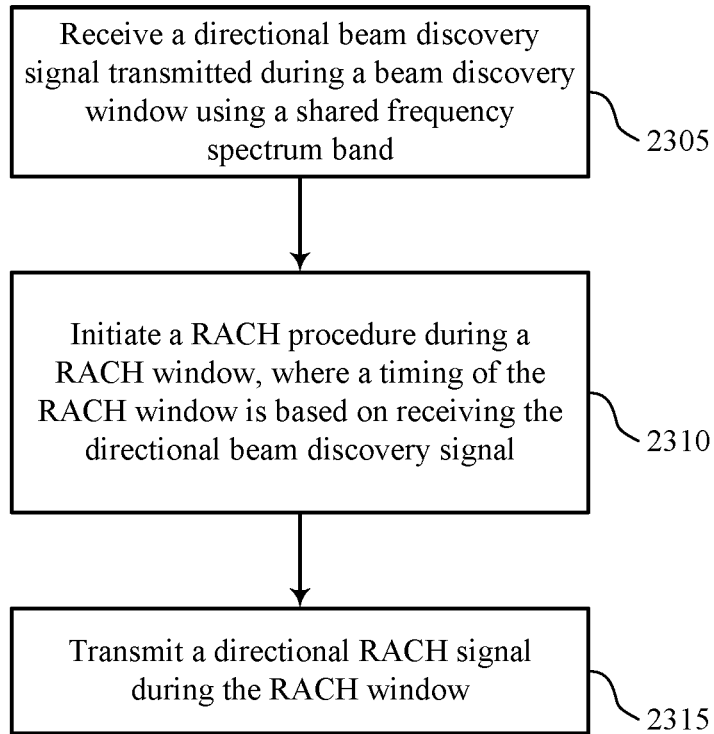 Receive a directional beam discovery
signal transmitted during a beam discovery
window using a shared frequency
spectrum band
2305
Initiate a RACH procedure during a
RACH window, where a timing of the
RACH window is based on receiving the
directional beam discovery signal
2310
Transmit a directional RACH signal
during the RACH window
2315